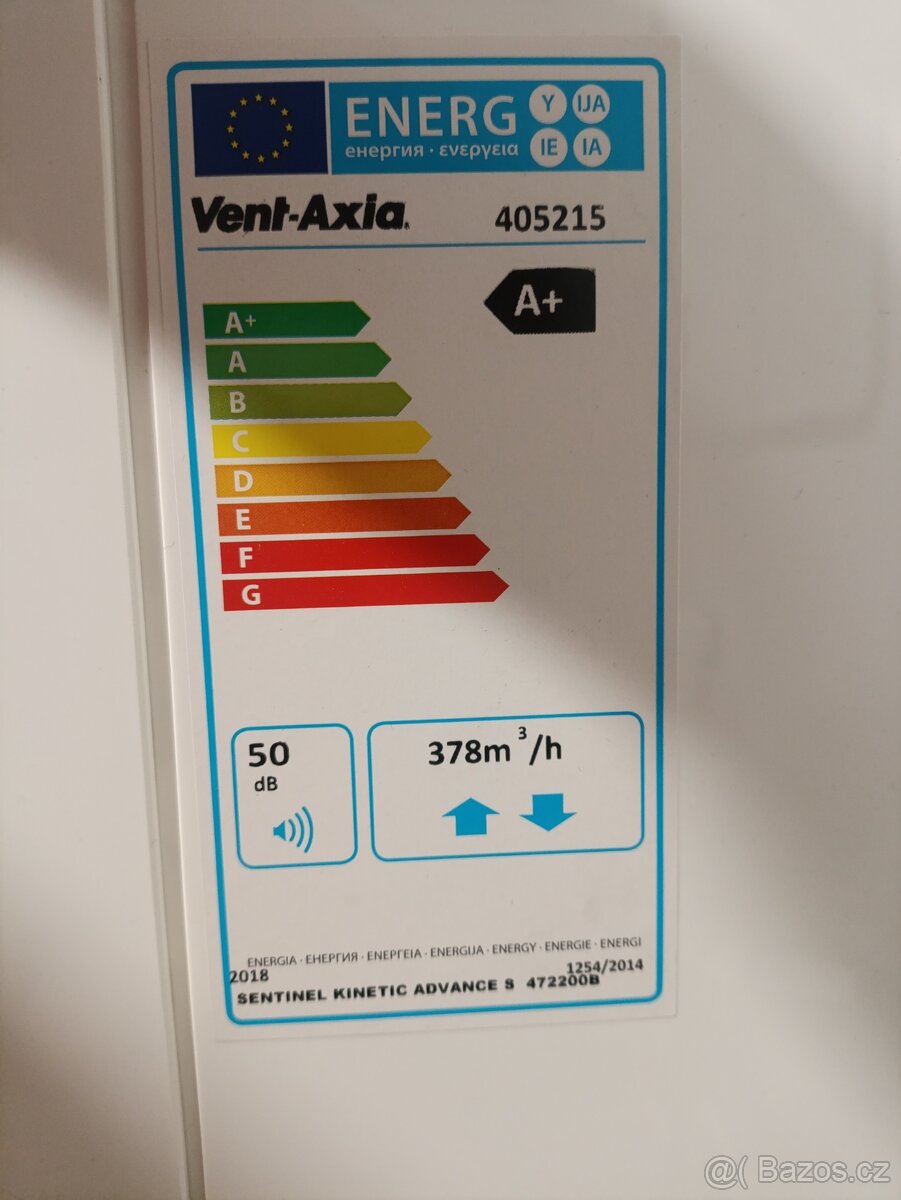 ENERG Y IJA
енергия · ενεργεια IE IA
Vent-Axia® 405215
A+
A+
A
B
C
D
E
F
G
50
dB
378m³/h
ENERGIA · ЕНЕРГИЯ · ΕΝΕΡΓΕΙΑ · ENERGIJA · ENERGY · ENERGIE · ENERGI
2018 1254/2014
SENTINEL KINETIC ADVANCE S 472200B
@( Bazos.cz